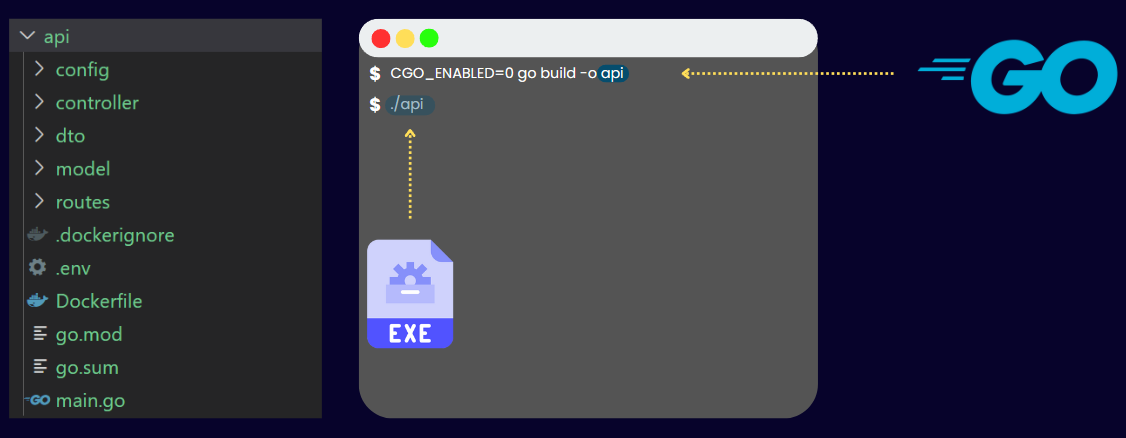 api
config
controller
dto
model
routes
.dockerignore
.env
Dockerfile
go.mod
go.sum
GO main.go
$ CGO_ENABLED=0 go build -o api
$ ./api
EXE
GO